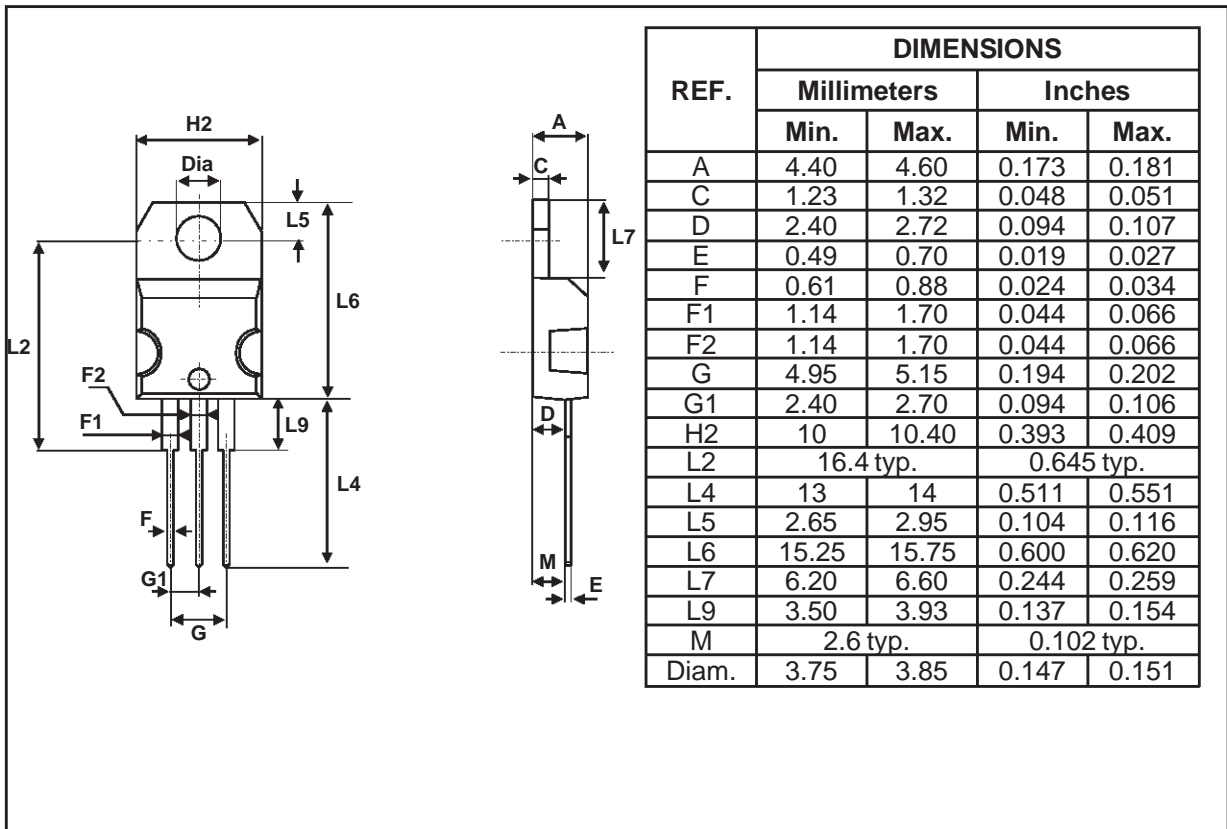 H2
Dia
L5
L6
L2
F2
F1
L9
L4
F
G1
G
A
C
L7
D
M
E
REF. DIMENSIONS
Millimeters Inches
Min. Max. Min. Max.
A 4.40 4.60 0.173 0.181
C 1.23 1.32 0.048 0.051
D 2.40 2.72 0.094 0.107
E 0.49 0.70 0.019 0.027
F 0.61 0.88 0.024 0.034
F1 1.14 1.70 0.044 0.066
F2 1.14 1.70 0.044 0.066
G 4.95 5.15 0.194 0.202
G1 2.40 2.70 0.094 0.106
H2 10 10.40 0.393 0.409
L2 16.4 typ. 0.645 typ.
L4 13 14 0.511 0.551
L5 2.65 2.95 0.104 0.116
L6 15.25 15.75 0.600 0.620
L7 6.20 6.60 0.244 0.259
L9 3.50 3.93 0.137 0.154
M 2.6 typ. 0.102 typ.
Diam. 3.75 3.85 0.147 0.151